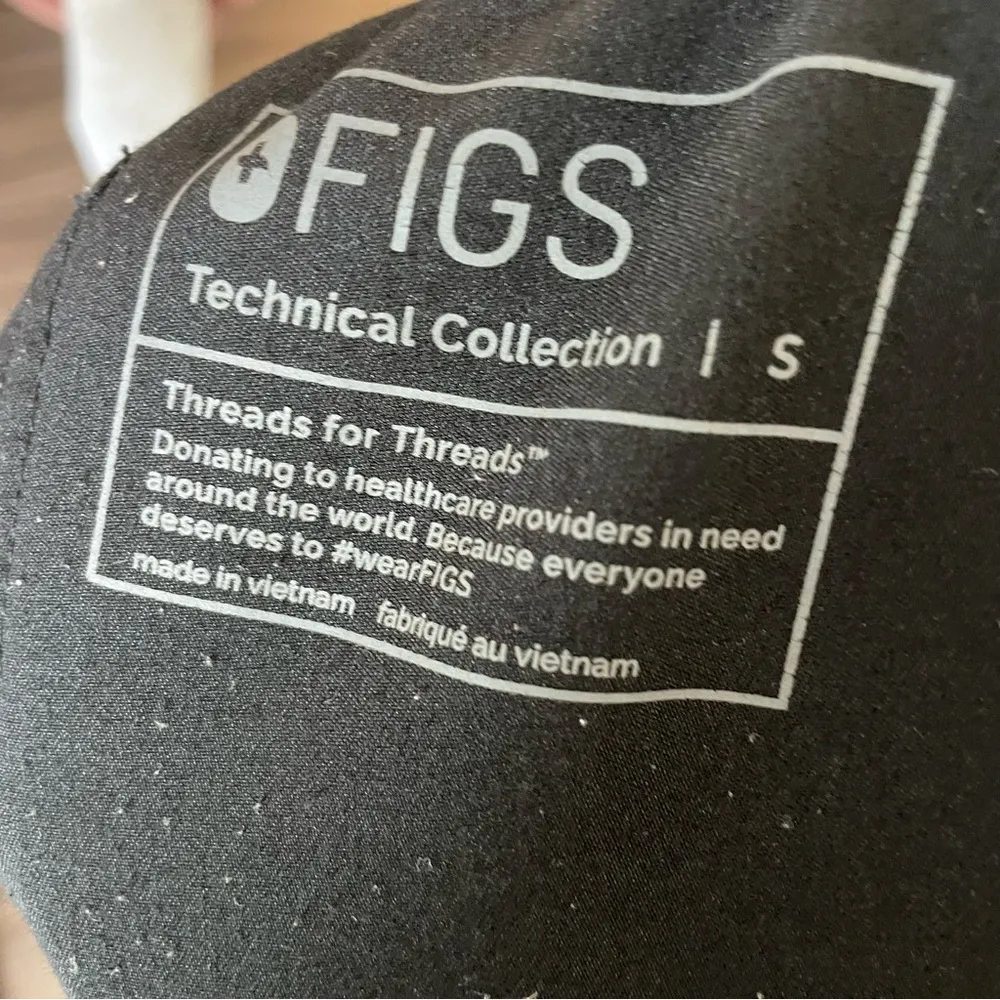 FIGS
Technical Collection | S
Threads for Threads™
Donating to healthcare providers in need
around the world. Because everyone
deserves to #wearFIGS
made in vietnam fabriqué au vietnam